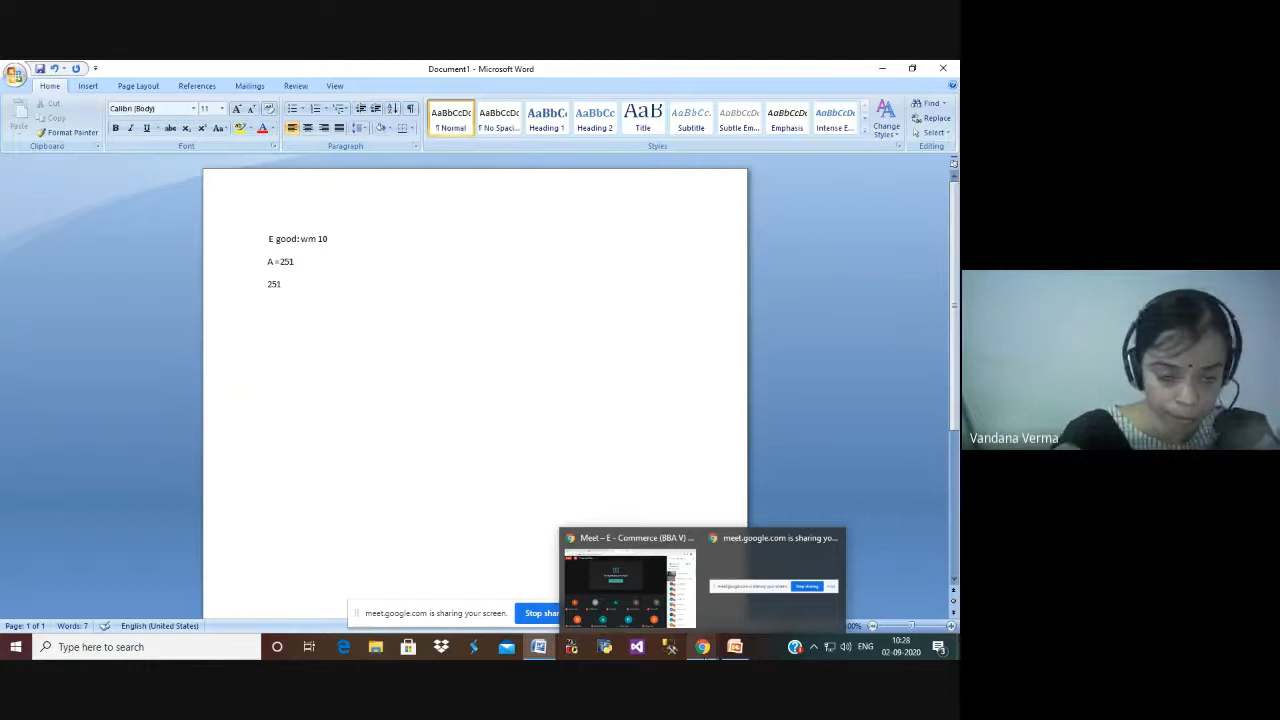 Document1 - Microsoft Word
Home Insert Page Layout References Mailings Review View
Paste
Cut
Copy
Format Painter
Clipboard
Calibri (Body) 11
Font
Paragraph
AaBbCcDc AaBbCcDc AaBbCc AaBbCc AaB AaBbCc. AaBbCcDc AaBbCcDc AaBbCcDc
¶ Normal ¶ No Spaci... Heading 1 Heading 2 Title Subtitle Subtle Em... Emphasis Intense E...
Styles
Change Styles
Find
Replace
Select
Editing
E good: wm 10
A =251
251
Vandana Verma
Meet – E - Commerce (BBA V) ...
meet.google.com is sharing yo...
meet.google.com is sharing your screen. Stop shar
Page: 1 of 1 Words: 7 English (United States)
Type here to search
ENG
10:28
02-09-2020